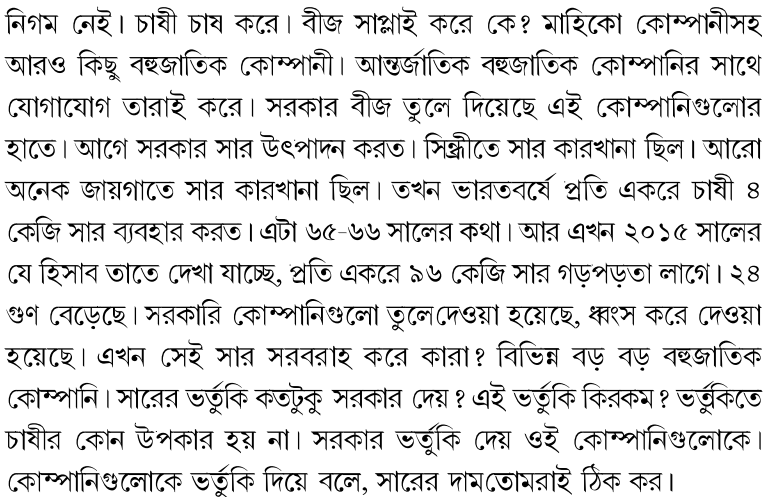 নিগম নেই। চাষী চাষ করে। বীজ সাপ্লাই করে কে? মাহিকো কোম্পানীসহ
আরও কিছু বহুজাতিক কোম্পানী। আন্তর্জাতিক বহুজাতিক কোম্পানির সাথে
যোগাযোগ তারাই করে। সরকার বীজ তুলে দিয়েছে এই কোম্পানিগুলোর
হাতে। আগে সরকার সার উৎপাদন করত। সিন্ধ্রীতে সার কারখানা ছিল। আরো
অনেক জায়গাতে সার কারখানা ছিল। তখন ভারতবর্ষে প্রতি একরে চাষী ৪
কেজি সার ব্যবহার করত। এটা ৬৫-৬৬ সালের কথা। আর এখন ২০১৫ সালের
যে হিসাব তাতে দেখা যাচ্ছে, প্রতি একরে ৯৬ কেজি সার গড়পড়তা লাগে। ২৪
গুণ বেড়েছে। সরকারি কোম্পানিগুলো তুলেদেওয়া হয়েছে, ধ্বংস করে দেওয়া
হয়েছে। এখন সেই সার সরবরাহ করে কারা? বিভিন্ন বড় বড় বহুজাতিক
কোম্পানি। সারের ভর্তুকি কতটুকু সরকার দেয়? এই ভর্তুকি কিরকম? ভর্তুকিতে
চাষীর কোন উপকার হয় না। সরকার ভর্তুকি দেয় ওই কোম্পানিগুলোকে।
কোম্পানিগুলোকে ভর্তুকি দিয়ে বলে, সারের দামতোমরাই ঠিক কর।